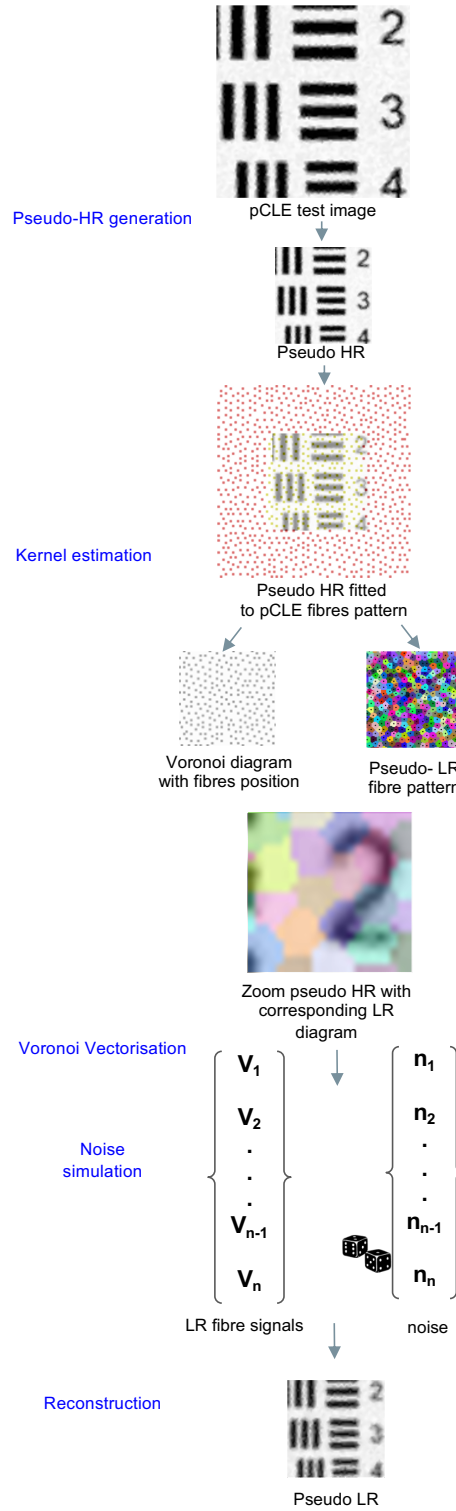 2
3
4
pCLE test image
Pseudo-HR generation
2
3
4
Pseudo HR
2
3
4
Kernel estimation
Pseudo HR fitted
to pCLE fibres pattern
Voronoi diagram
with fibres position
Pseudo- LR
fibre pattern
Zoom pseudo HR with
corresponding LR
diagram
Voronoi Vectorisation
V1 n1
V2 n2
Noise
simulation
. .
. .
. .
Vn-1 nn-1
Vn nn
LR fibre signals noise
Reconstruction
2
3
4
Pseudo LR